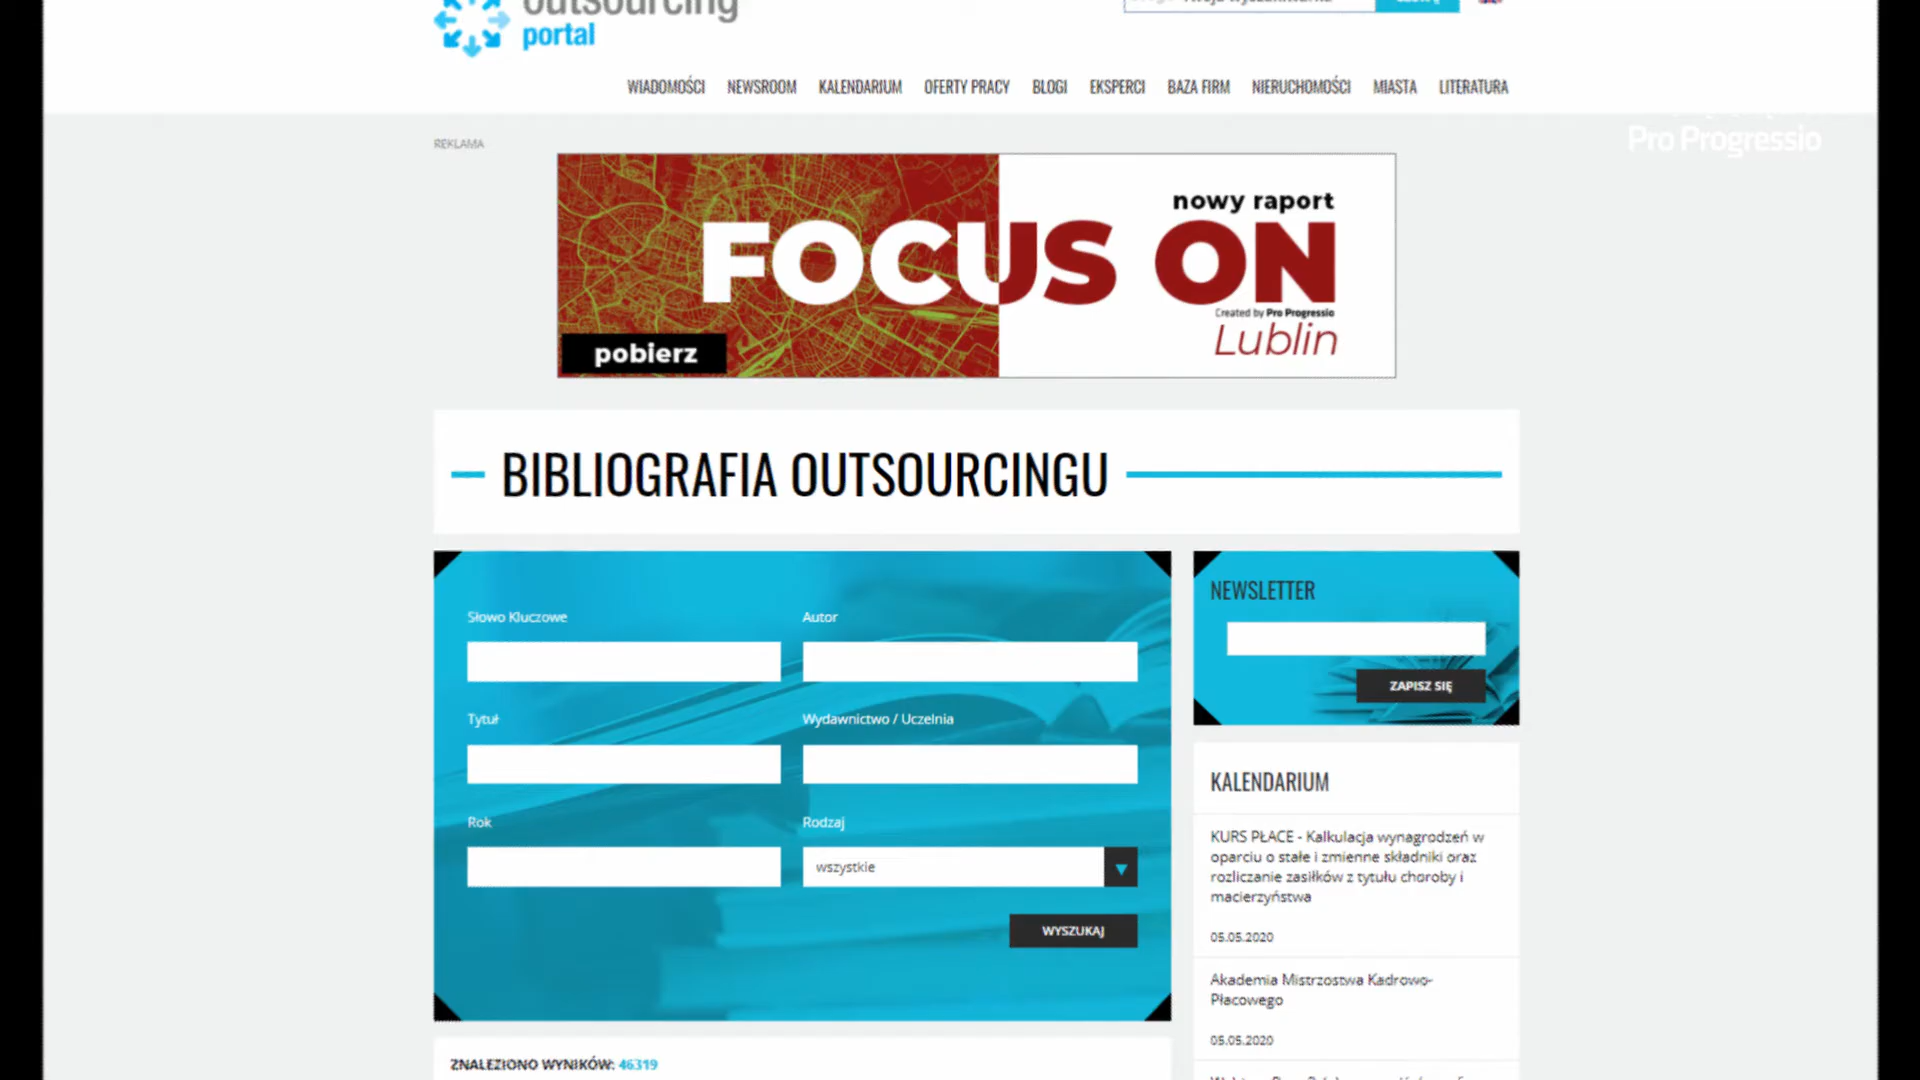 outsourcing
portal
WIADOMOŚCI NEWSROOM KALENDARIUM OFERTY PRACY BLOGI EKSPERCI BAZA FIRM NIERUCHOMOŚCI MIASTA LITERATURA
REKLAMA
Pro Progressio
nowy raport
FOCUS ON
Created by Pro Progressio
Lublin
pobierz
BIBLIOGRAFIA OUTSOURCINGU
Słowo Kluczowe
Autor
Tytuł
Wydawnictwo / Uczelnia
Rok
Rodzaj
wszystkie
WYSZUKAJ
ZNALEZIONO WYNIKÓW: 46319
NEWSLETTER
ZAPISZ SIĘ
KALENDARIUM
KURS PŁACE - Kalkulacja wynagrodzeń w
oparciu o stałe i zmienne składniki oraz
rozliczanie zasiłków z tytułu choroby i
macierzyństwa
05.05.2020
Akademia Mistrzostwa Kadrowo-
Płacowego
05.05.2020